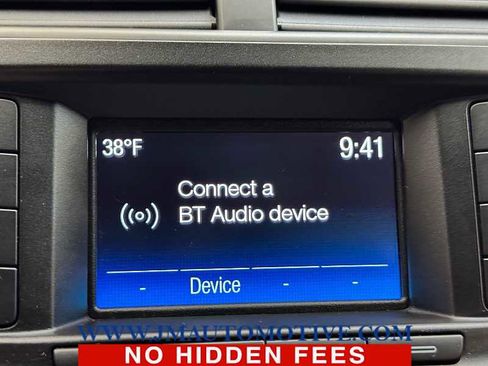 38°F 9:41
Connect a
BT Audio device
- Device - -
WWW.JMAUTOMOTIVE.COM
NO HIDDEN FEES